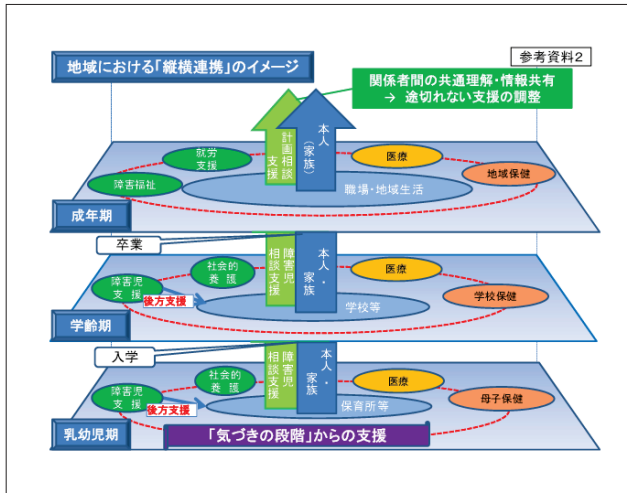 参考資料２
地域における「縦横連携」のイメージ
関係者間の共通理解・情報共有
→ 途切れない支援の調整
本人（家族）
計画相談
支援
就労
支援
医療
障害福祉
地域保健
職場・地域生活
成年期
卒業
本人・
家族
障害児
相談支援
社会的
養護
医療
障害児
支援
後方支援
学校保健
学校等
学齢期
入学
本人・
家族
障害児
相談支援
社会的
養護
医療
障害児
支援
後方支援
母子保健
保育所等
乳幼児期
「気づきの段階」からの支援